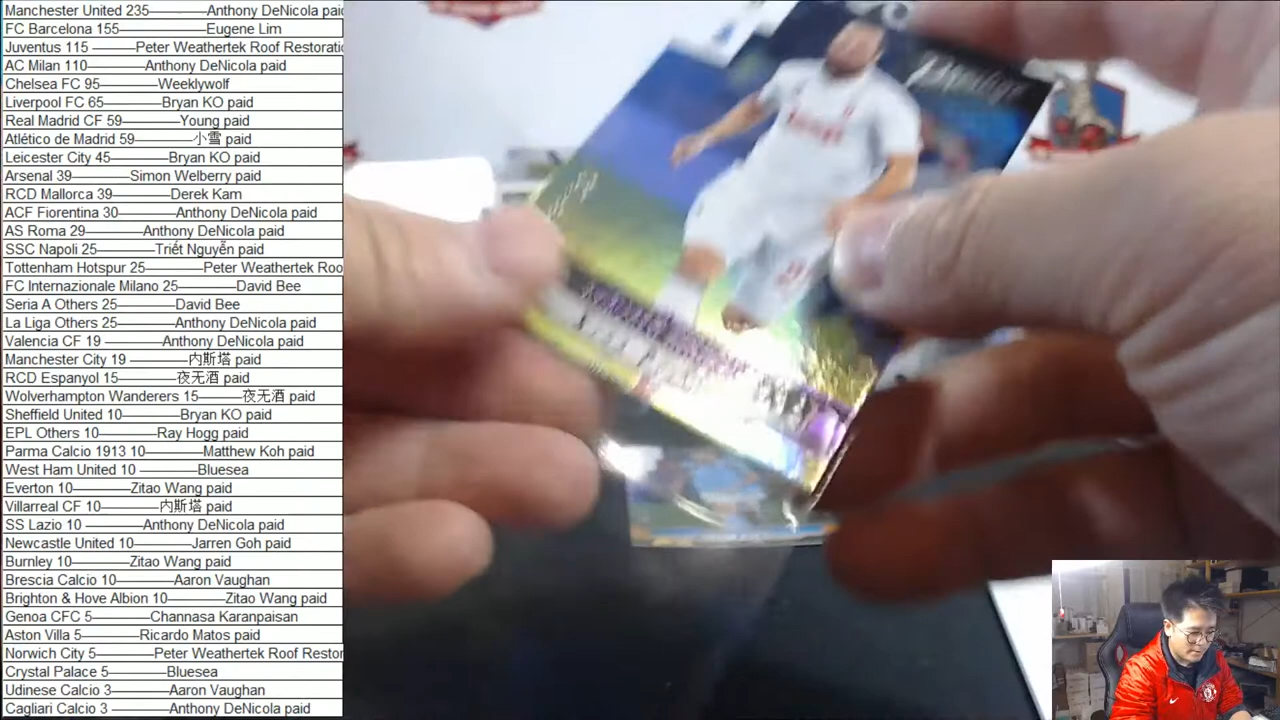 Manchester United 235———Anthony DeNicola paid
FC Barcelona 155————Eugene Lim
Juventus 115 ———Peter Weathertek Roof Restorati
AC Milan 110———Anthony DeNicola paid
Chelsea FC 95———Weeklywolf
Liverpool FC 65———Bryan KO paid
Real Madrid CF 59———Young paid
Atlético de Madrid 59———小雪 paid
Leicester City 45———Bryan KO paid
Arsenal 39———Simon Welberry paid
RCD Mallorca 39 ———Derek Kam
ACF Fiorentina 30———Anthony DeNicola paid
AS Roma 29———Anthony DeNicola paid
SSC Napoli 25———Triết Nguyễn paid
Tottenham Hotspur 25———Peter Weathertek Roo
FC Internazionale Milano 25———David Bee
Seria A Others 25———David Bee
La Liga Others 25———Anthony DeNicola paid
Valencia CF 19 ———Anthony DeNicola paid
Manchester City 19 ———内斯塔 paid
RCD Espanyol 15———夜无酒 paid
Wolverhampton Wanderers 15———夜无酒 paid
Sheffield United 10———Bryan KO paid
EPL Others 10———Ray Hogg paid
Parma Calcio 1913 10———Matthew Koh paid
West Ham United 10 ————Bluesea
Everton 10———Zitao Wang paid
Villarreal CF 10———内斯塔 paid
SS Lazio 10 ————Anthony DeNicola paid
Newcastle United 10———Jarren Goh paid
Burnley 10———Zitao Wang paid
Brescia Calcio 10———Aaron Vaughan
Brighton & Hove Albion 10———Zitao Wang paid
Genoa CFC 5———Channasa Karanpaisan
Aston Villa 5———Ricardo Matos paid
Norwich City 5———Peter Weathertek Roof Restor
Crystal Palace 5———Bluesea
Udinese Calcio 3 ———Aaron Vaughan
Cagliari Calcio 3 ———Anthony DeNicola paid